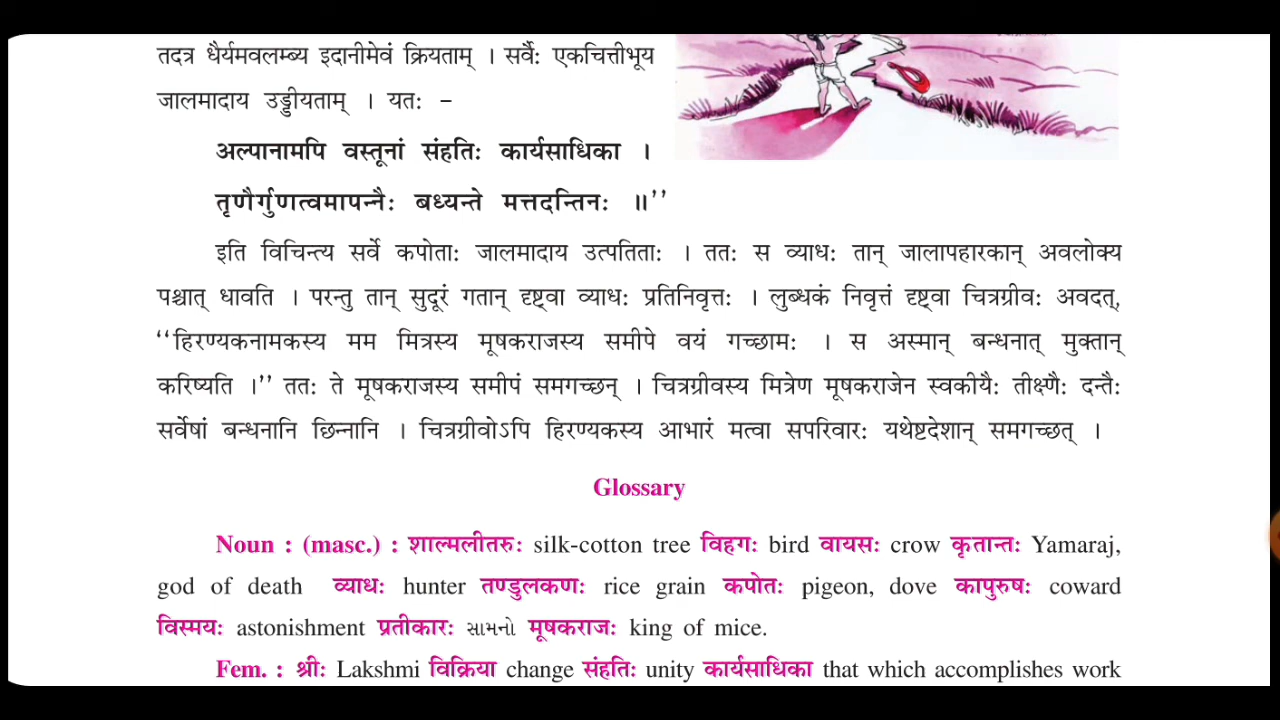 तदत्र धैर्यमवलम्ब्य इदानीमेवं क्रियताम् । सर्वैः एकचित्तीभूय
जालमादाय उड्डीयताम् । यतः –
अल्पानामपि वस्तूनां संहतिः कार्यसाधिका ।
तृणैर्गुणत्वमापन्नैः बध्यन्ते मत्तदन्तिनः ॥’’
इति विचिन्त्य सर्वे कपोताः जालमादाय उत्पतिताः । ततः स व्याधः तान् जालापहारकान् अवलोक्य
पश्चात् धावति । परन्तु तान् सुदूरं गतान् दृष्ट्वा व्याधः प्रतिनिवृत्तः । लुब्धकं निवृत्तं दृष्ट्वा चित्रग्रीवः अवदत्,
‘‘हिरण्यकनामकस्य मम मित्रस्य मूषकराजस्य समीपे वयं गच्छामः । स अस्मान् बन्धनात् मुक्तान्
करिष्यति ।’’ ततः ते मूषकराजस्य समीपं समगच्छन् । चित्रग्रीवस्य मित्रेण मूषकराजेन स्वकीयैः तीक्ष्णैः दन्तैः
सर्वेषां बन्धनानि छिन्नानि । चित्रग्रीवोऽपि हिरण्यकस्य आभारं मत्वा सपरिवारः यथेष्टदेशान् समगच्छत् ।
Glossary
Noun : (masc.) : शाल्मलीतरुः silk-cotton tree विहगः bird वायसः crow कृतान्तः Yamaraj,
god of death व्याधः hunter तण्डुलकणः rice grain कपोतः pigeon, dove कापुरुषः coward
विस्मयः astonishment प्रतीकारः સામનો मूषकराजः king of mice.
Fem. : श्रीः Lakshmi विक्रिया change संहतिः unity कार्यसाधिका that which accomplishes work